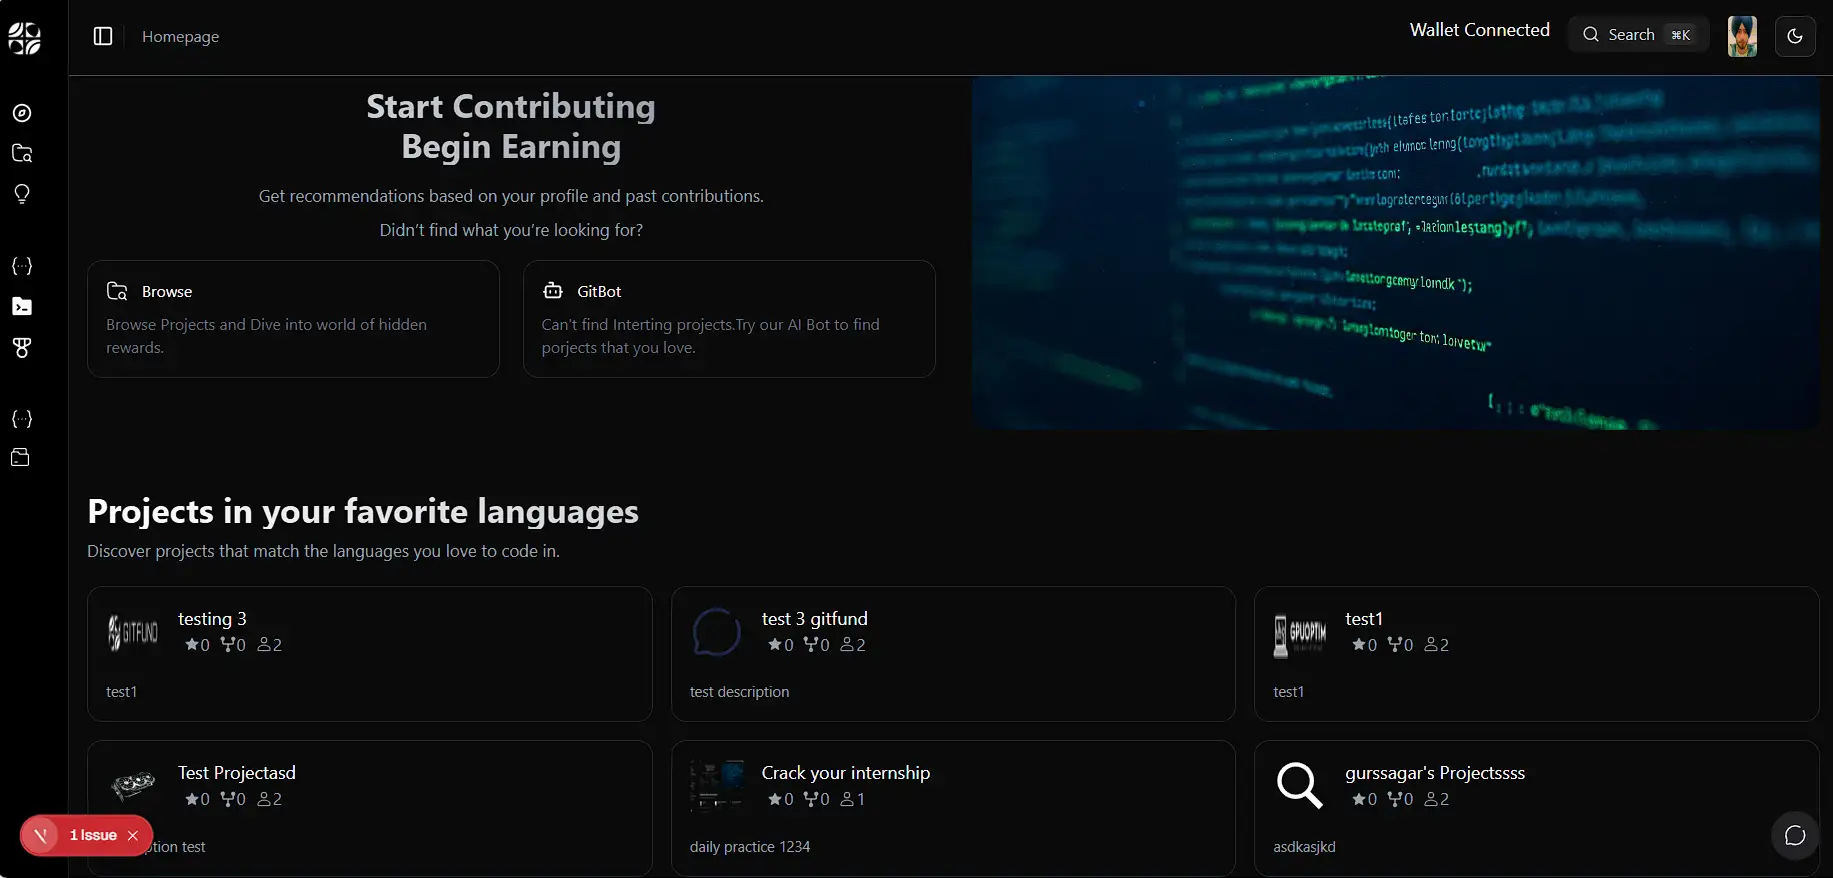 Homepage
Wallet Connected
Search ⌘K
Start Contributing
Begin Earning
Get recommendations based on your profile and past contributions.
Didn't find what you're looking for?
Browse
Browse Projects and Dive into world of hidden
rewards.
GitBot
Can't find Interting projects.Try our AI Bot to find
porjects that you love.
Projects in your favorite languages
Discover projects that match the languages you love to code in.
GITFUND
testing 3
0 0 2
test1
test 3 gitfund
0 0 2
test description
GPUOPTIM
test1
0 0 2
test1
Test Projectasd
0 0 2
ption test
Crack your internship
0 0 1
daily practice 1234
gurssagar's Projectssss
0 0 2
asdkasjkd
1 Issue